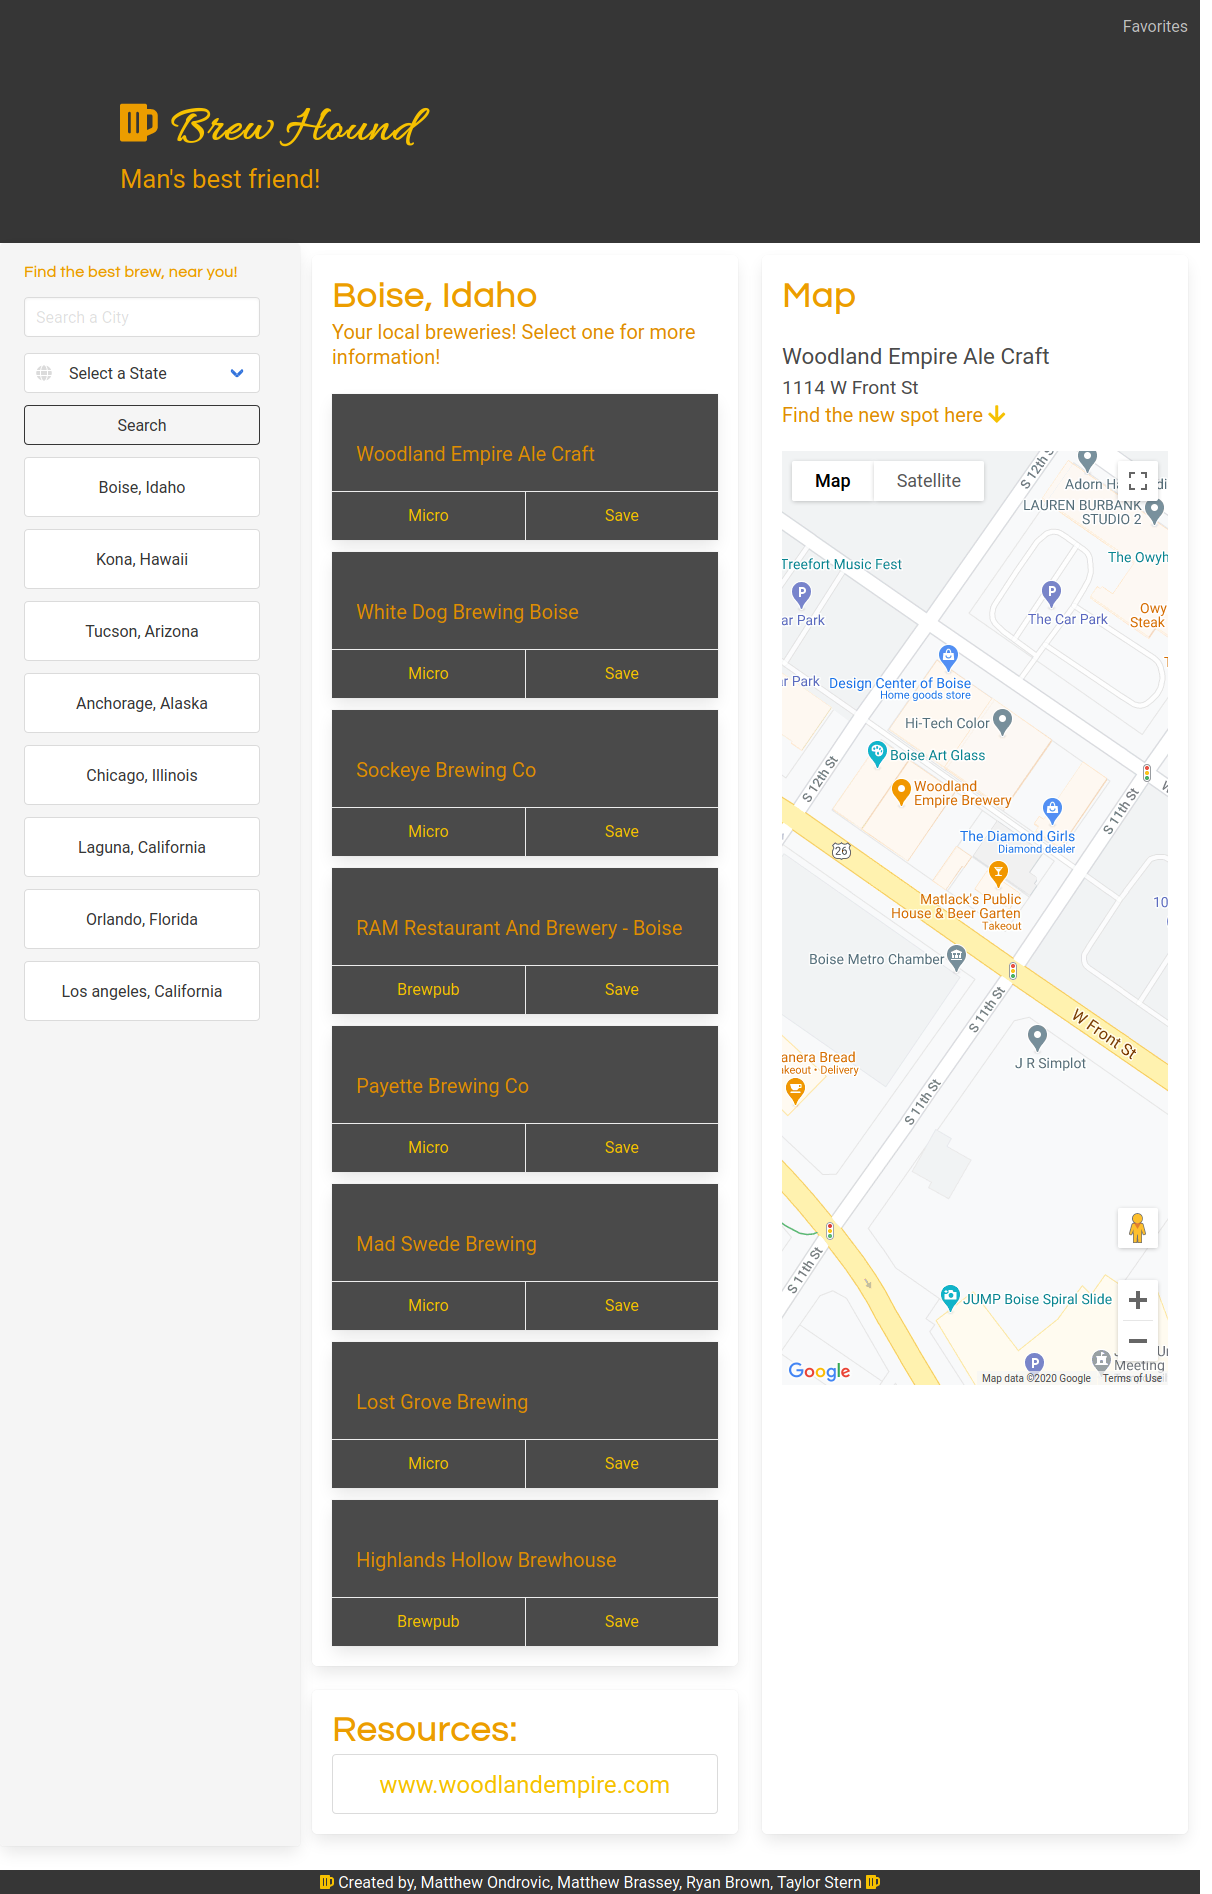 Favorites
Brew Hound
Man's best friend!
Find the best brew, near you!
Search a City
Select a State
Search
Boise, Idaho
Kona, Hawaii
Tucson, Arizona
Anchorage, Alaska
Chicago, Illinois
Laguna, California
Orlando, Florida
Los angeles, California
Boise, Idaho
Your local breweries! Select one for more
information!
Woodland Empire Ale Craft
Micro
Save
White Dog Brewing Boise
Micro
Save
Sockeye Brewing Co
Micro
Save
RAM Restaurant And Brewery - Boise
Brewpub
Save
Payette Brewing Co
Micro
Save
Mad Swede Brewing
Micro
Save
Lost Grove Brewing
Micro
Save
Highlands Hollow Brewhouse
Brewpub
Save
Resources:
www.woodlandempire.com
Map
Woodland Empire Ale Craft
1114 W Front St
Find the new spot here
Map
Satellite
S 12th S
Adorn
LAUREN BURBANK
STUDIO 2
Treefort Music Fest
The Owyh
P
ar Park
P
The Car Park
Owy
Steak
r Park
Design Center of Boise
Home goods store
Hi-Tech Color
Boise Art Glass
S 12th St
Woodland
Empire Brewery
S 11th St
The Diamond Girls
Diamond dealer
26
Matlack's Public
House & Beer Garten
Takeout
10
Boise Metro Chamber
S 11th St
W Front St
J R Simplot
anera Bread
keout • Delivery
S 11th St
S 11th St
JUMP Boise Spiral Slide
P
Meeting
Google
Map data ©2020 Google
Terms of Use
Created by, Matthew Ondrovic, Matthew Brassey, Ryan Brown, Taylor Stern